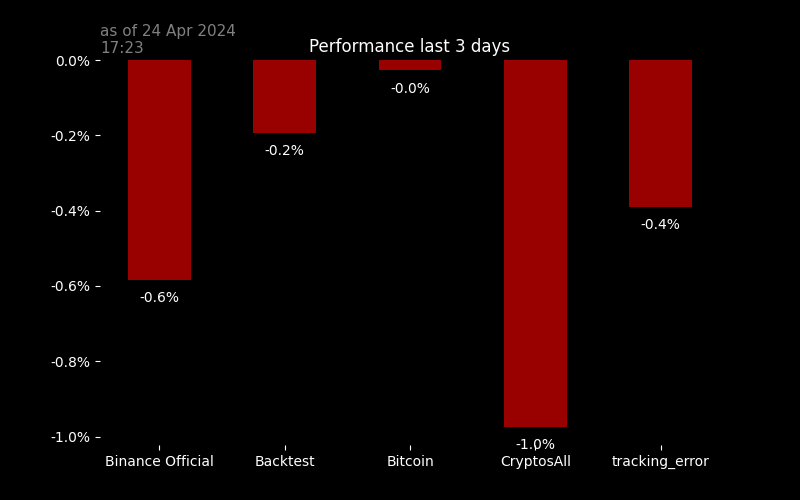 as of 24 Apr 2024
17:23
Performance last 3 days
0.0%
-0.2%
-0.4%
-0.6%
-0.8%
-1.0%
-0.6%
-0.2%
-0.0%
-1.0%
-0.4%
Binance Official
Backtest
Bitcoin
CryptosAll
tracking_error